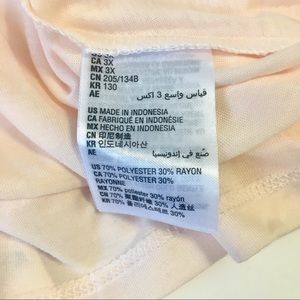 CA 3X
MX 3X
CN 205/134B
KR 130
AE قياس واسع 3 اكس
US MADE IN INDONESIA
CA FABRIQUÉ EN INDONÉSIE
MX HECHO EN INDONESIA
CN 印尼制造
KR 인도네시아산
AE صُنع في إندونيسيا
US 70% POLYESTER 30% RAYON
CA 70% POLYESTER 30%
RAYONNE
MX 70% poliéster 30% rayón
CN 70% 聚酯纤维 30% 人造丝
KR 70% 폴리에스테르 30%